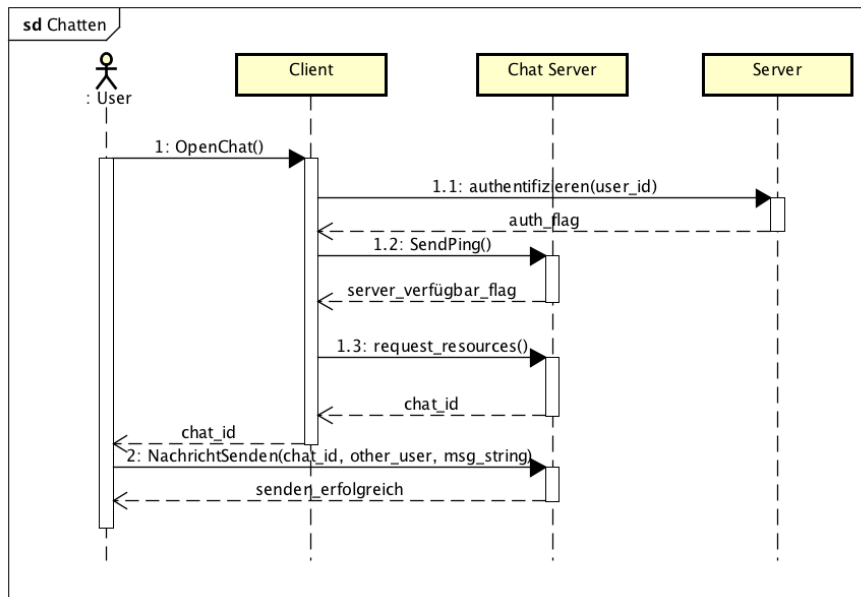 sd Chatten
: User
Client
Chat Server
Server
1: OpenChat()
1.1: authentifizieren(user_id)
auth_flag
1.2: SendPing()
server_verfügbar_flag
1.3: request_resources()
chat_id
chat_id
2: NachrichtSenden(chat_id, other_user, msg_string)
senden_erfolgreich